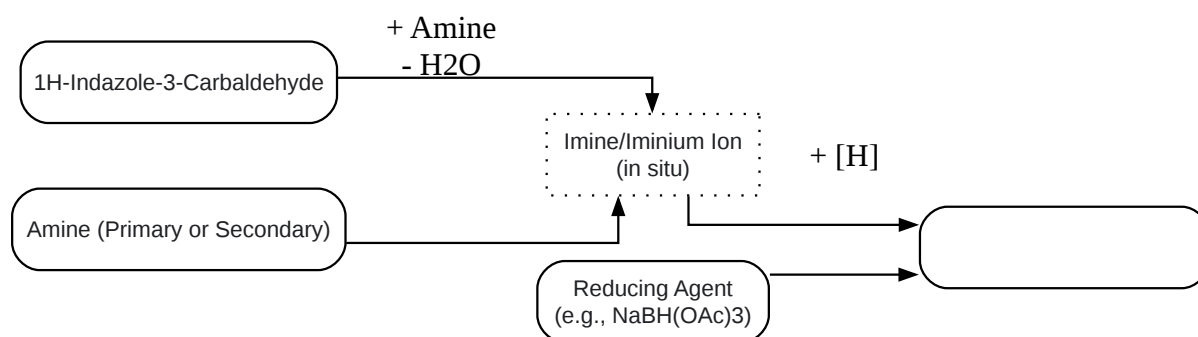 + Amine
- H2O
1H-Indazole-3-Carbaldehyde
Imine/Iminium Ion
(in situ)
+ [H]
Amine (Primary or Secondary)
Reducing Agent
(e.g., NaBH(OAc)3)